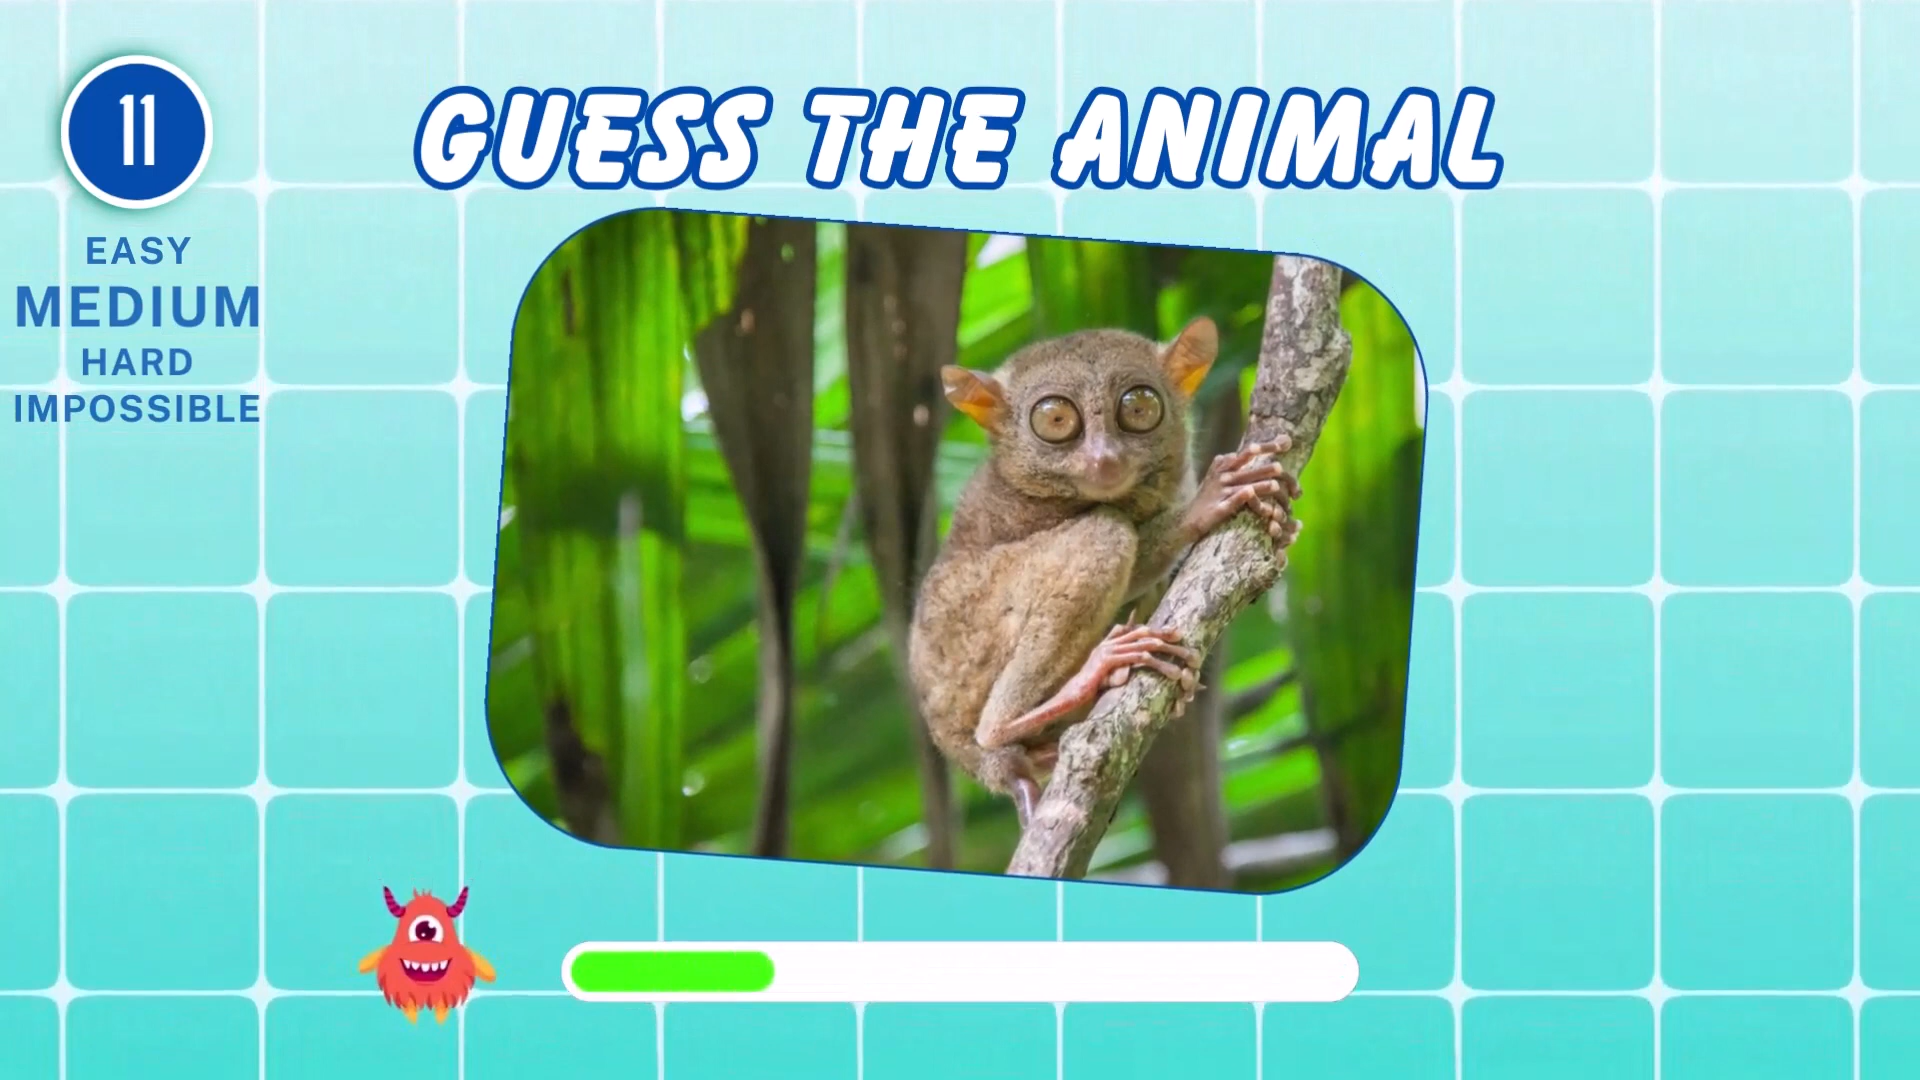 11
GUESS THE ANIMAL
EASY
MEDIUM
HARD
IMPOSSIBLE